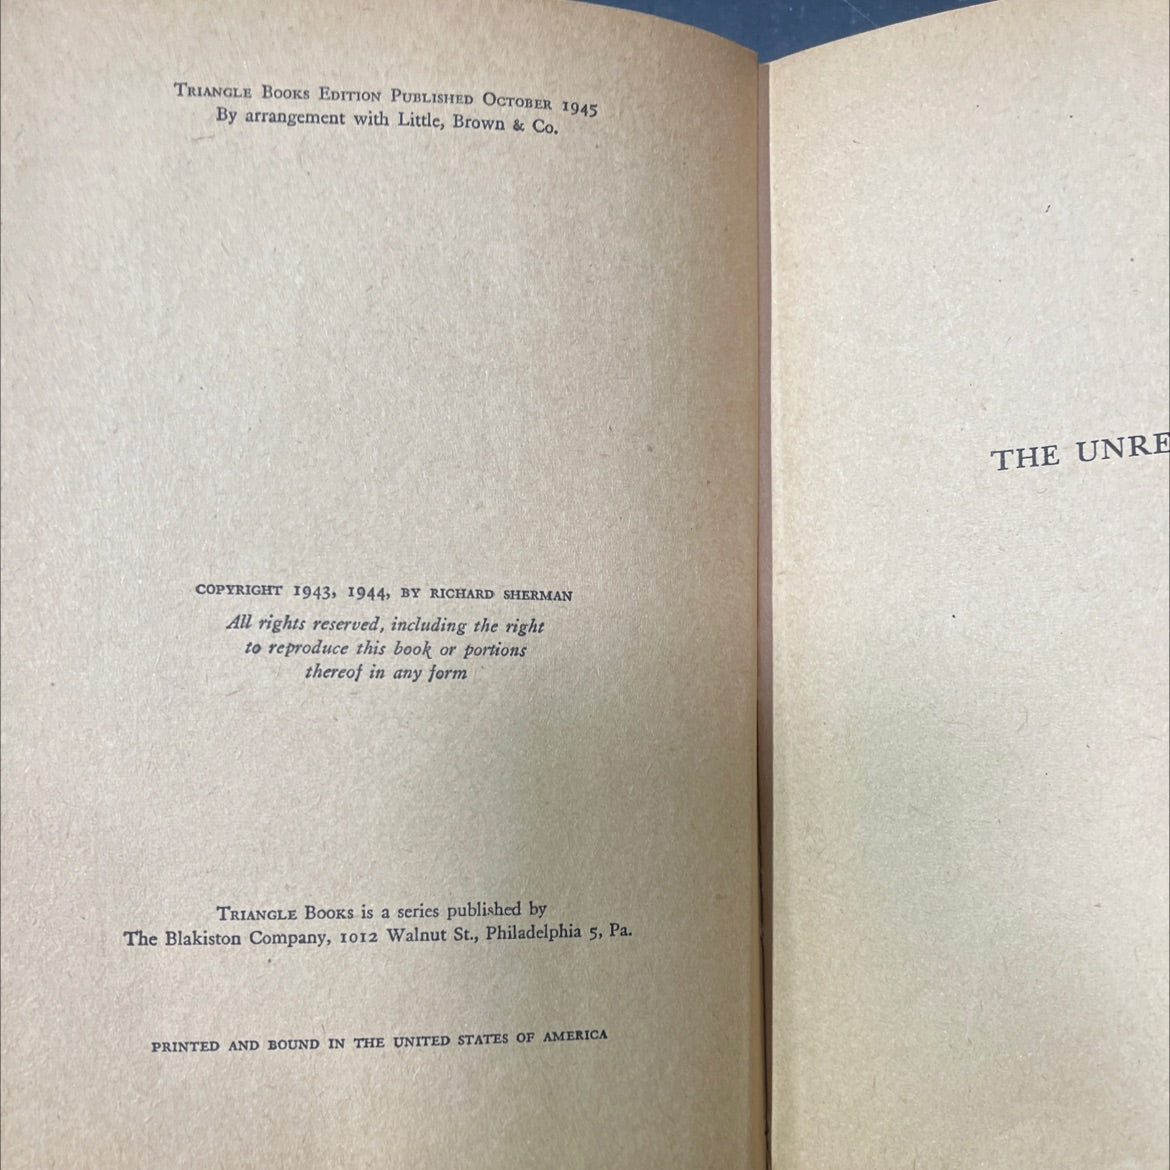 Triangle Books Edition Published October 1945
By arrangement with Little, Brown & Co.
COPYRIGHT 1943, 1944, BY RICHARD SHERMAN
All rights reserved, including the right
to reproduce this book or portions
thereof in any form
Triangle Books is a series published by
The Blakiston Company, 1012 Walnut St., Philadelphia 5, Pa.
PRINTED AND BOUND IN THE UNITED STATES OF AMERICA
THE UNRE